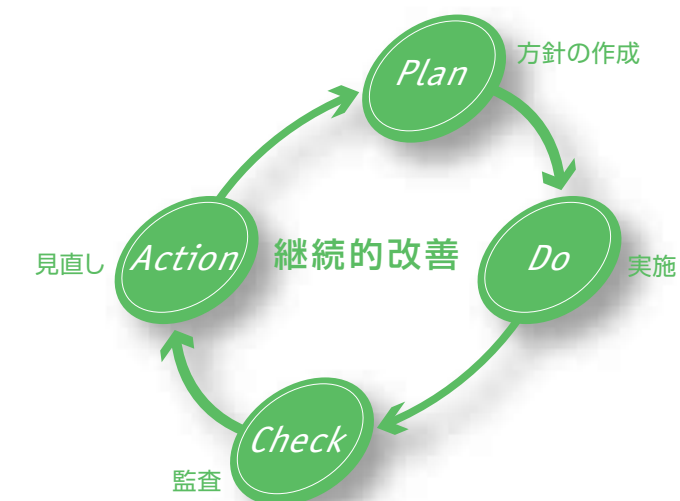 Plan
方針の作成
Do
実施
Check
監査
Action
見直し
継続的改善